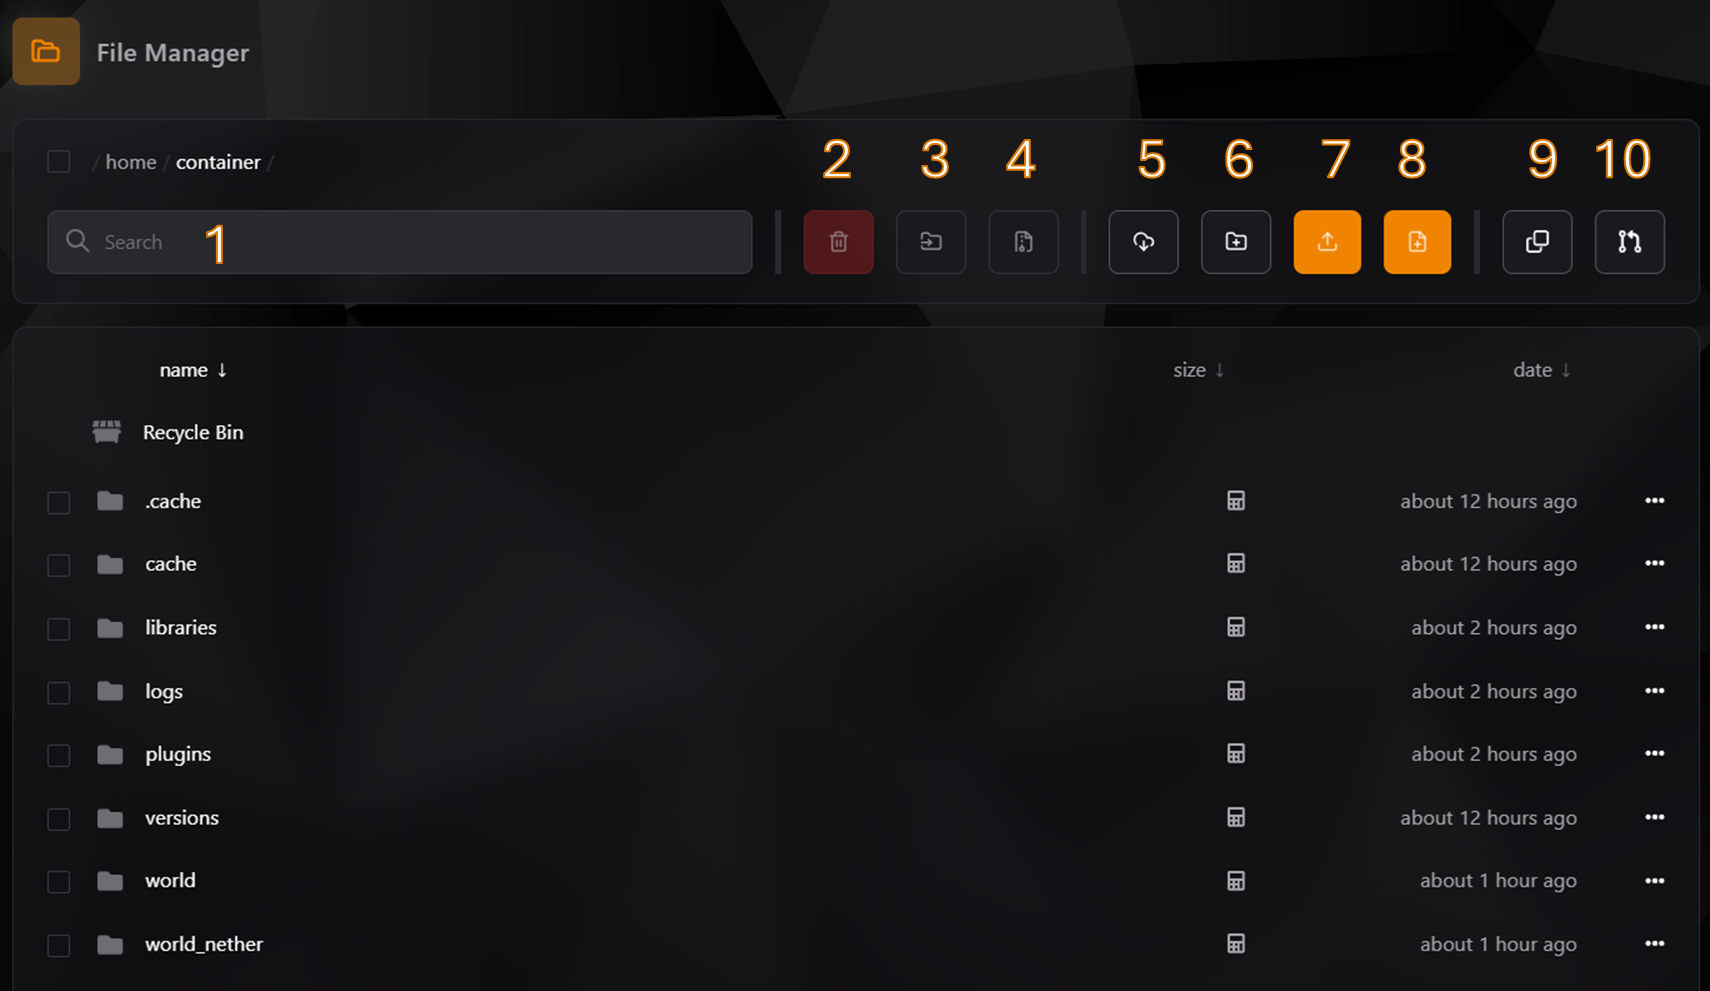 File Manager
/ home / container /
2 3 4 5 6 7 8 9 10
Search 1
name ↓ size ↓ date ↓
Recycle Bin
.cache about 12 hours ago •••
cache about 12 hours ago •••
libraries about 2 hours ago •••
logs about 2 hours ago •••
plugins about 2 hours ago •••
versions about 12 hours ago •••
world about 1 hour ago •••
world_nether about 1 hour ago •••